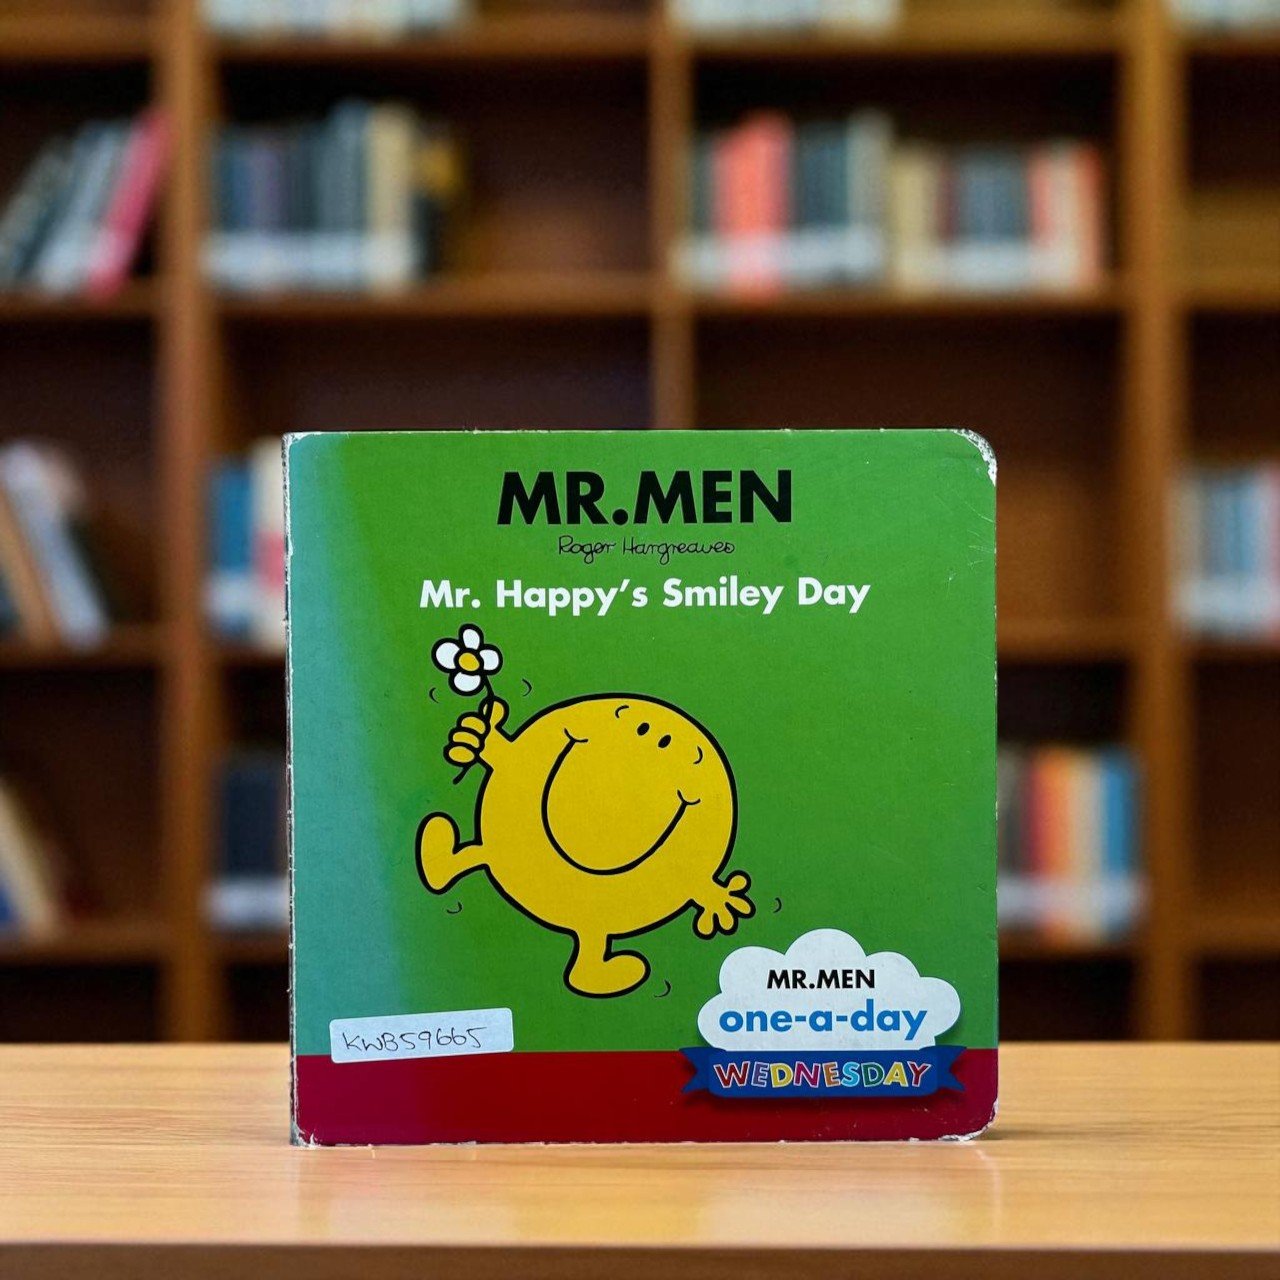 MR.MEN
Roger Hargreaves
Mr. Happy's Smiley Day
MR.MEN
one-a-day
WEDNESDAY
KWB59665